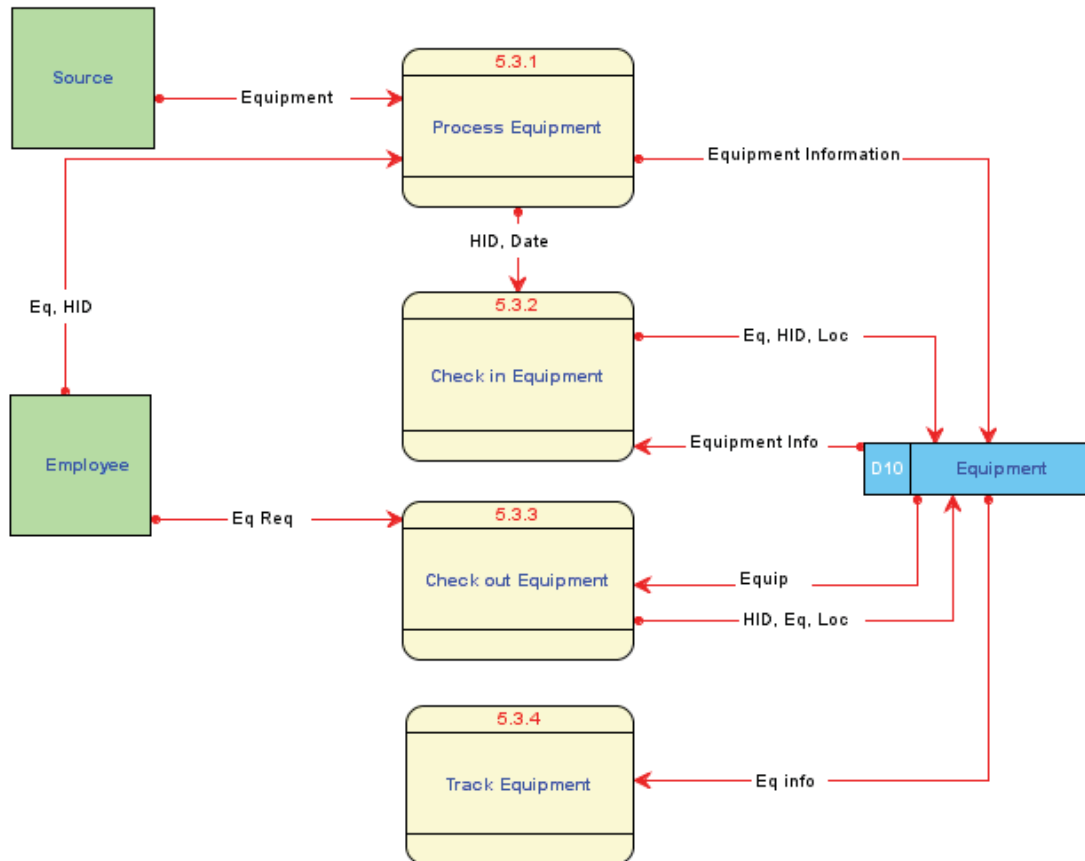 Source
5.3.1
Equipment
Process Equipment
Equipment Information
HID, Date
Eq, HID
5.3.2
Eq, HID, Loc
Check in Equipment
Equipment Info
Employee
D10
Equipment
5.3.3
Eq Req
Check out Equipment
Equip
HID, Eq, Loc
5.3.4
Track Equipment
Eq info